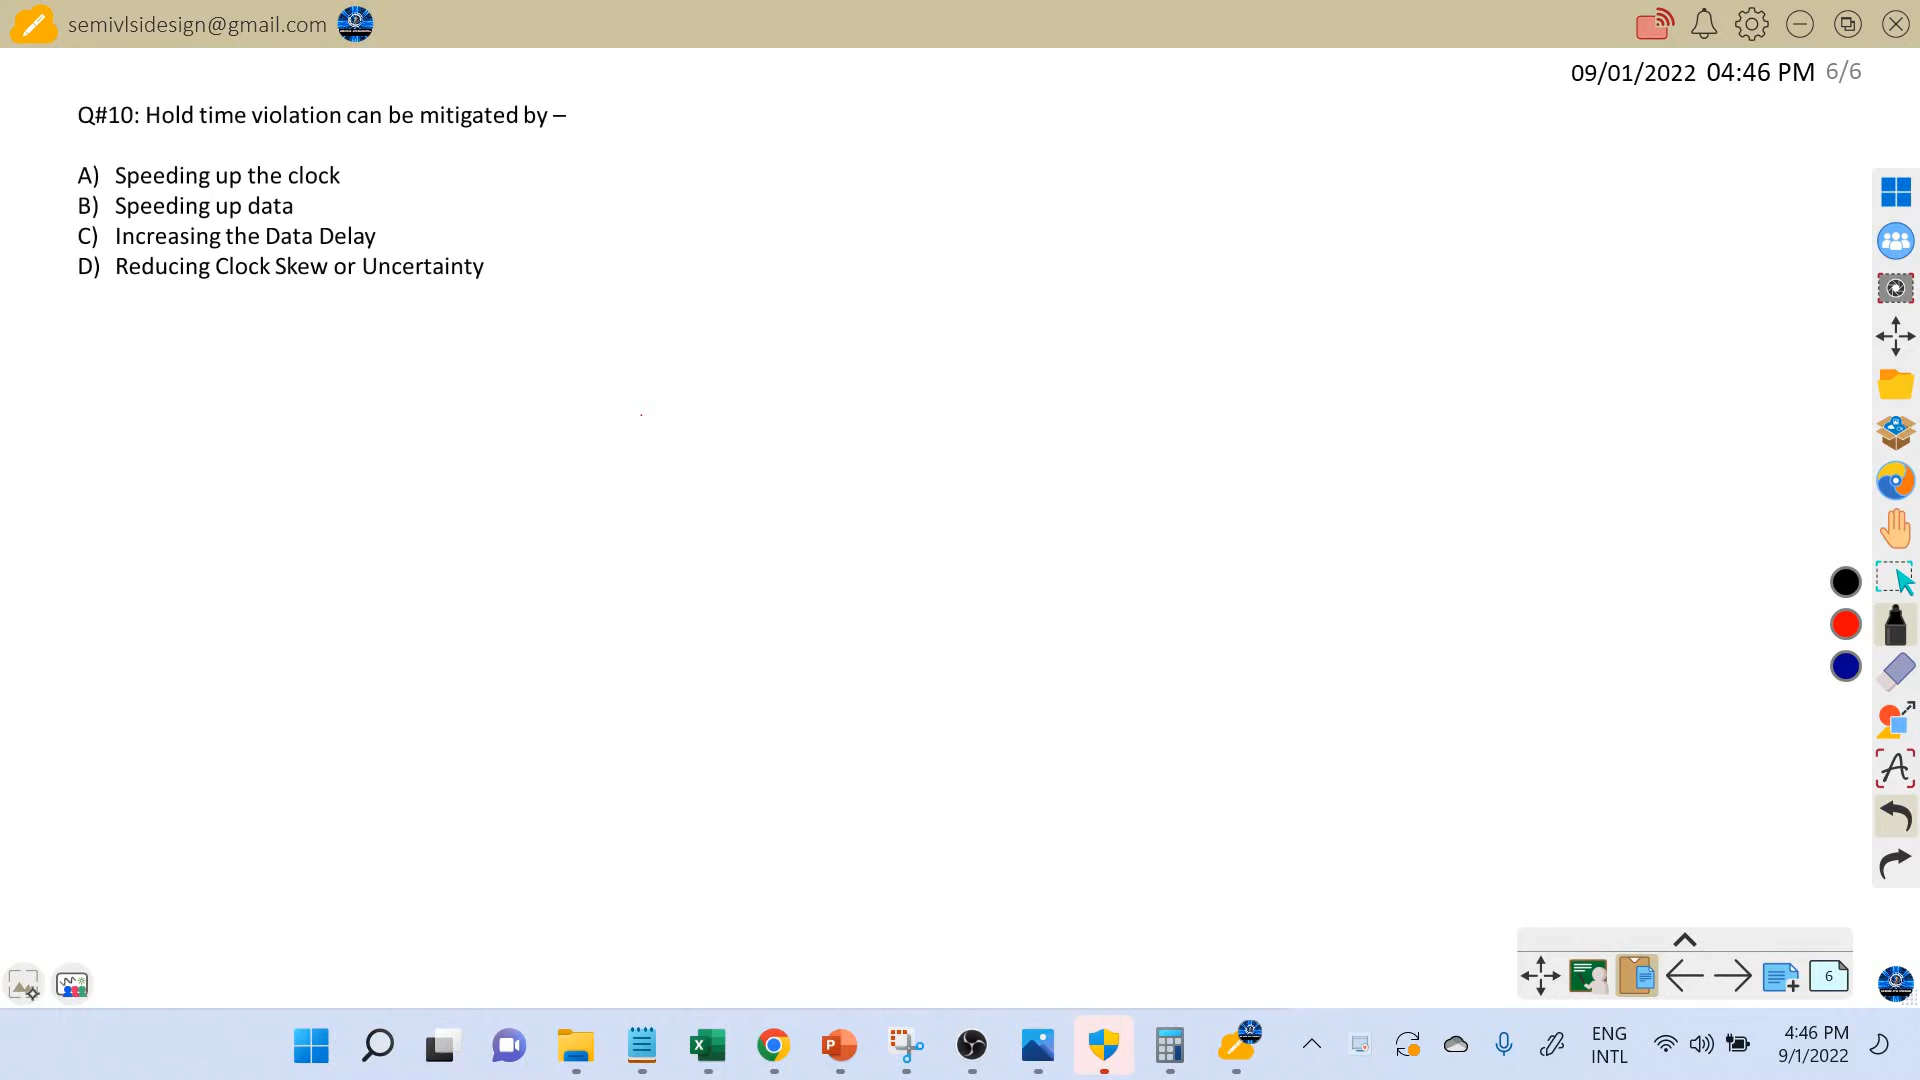 semivlsidesign@gmail.com
09/01/2022 04:46 PM 6/6
Q#10: Hold time violation can be mitigated by –
A) Speeding up the clock
B) Speeding up data
C) Increasing the Data Delay
D) Reducing Clock Skew or Uncertainty
6
ENG
INTL
4:46 PM
9/1/2022